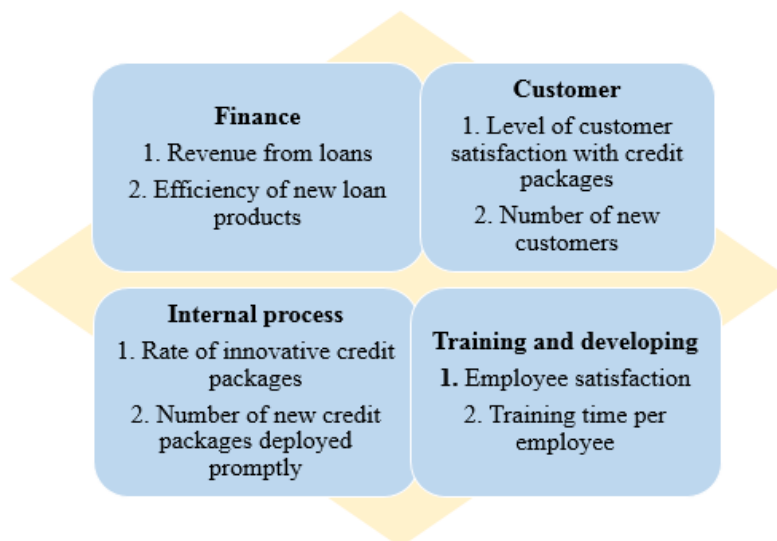 Finance
1. Revenue from loans
2. Efficiency of new loan
products
Customer
1. Level of customer
satisfaction with credit
packages
2. Number of new
customers
Internal process
1. Rate of innovative credit
packages
2. Number of new credit
packages deployed
promptly
Training and developing
1. Employee satisfaction
2. Training time per
employee